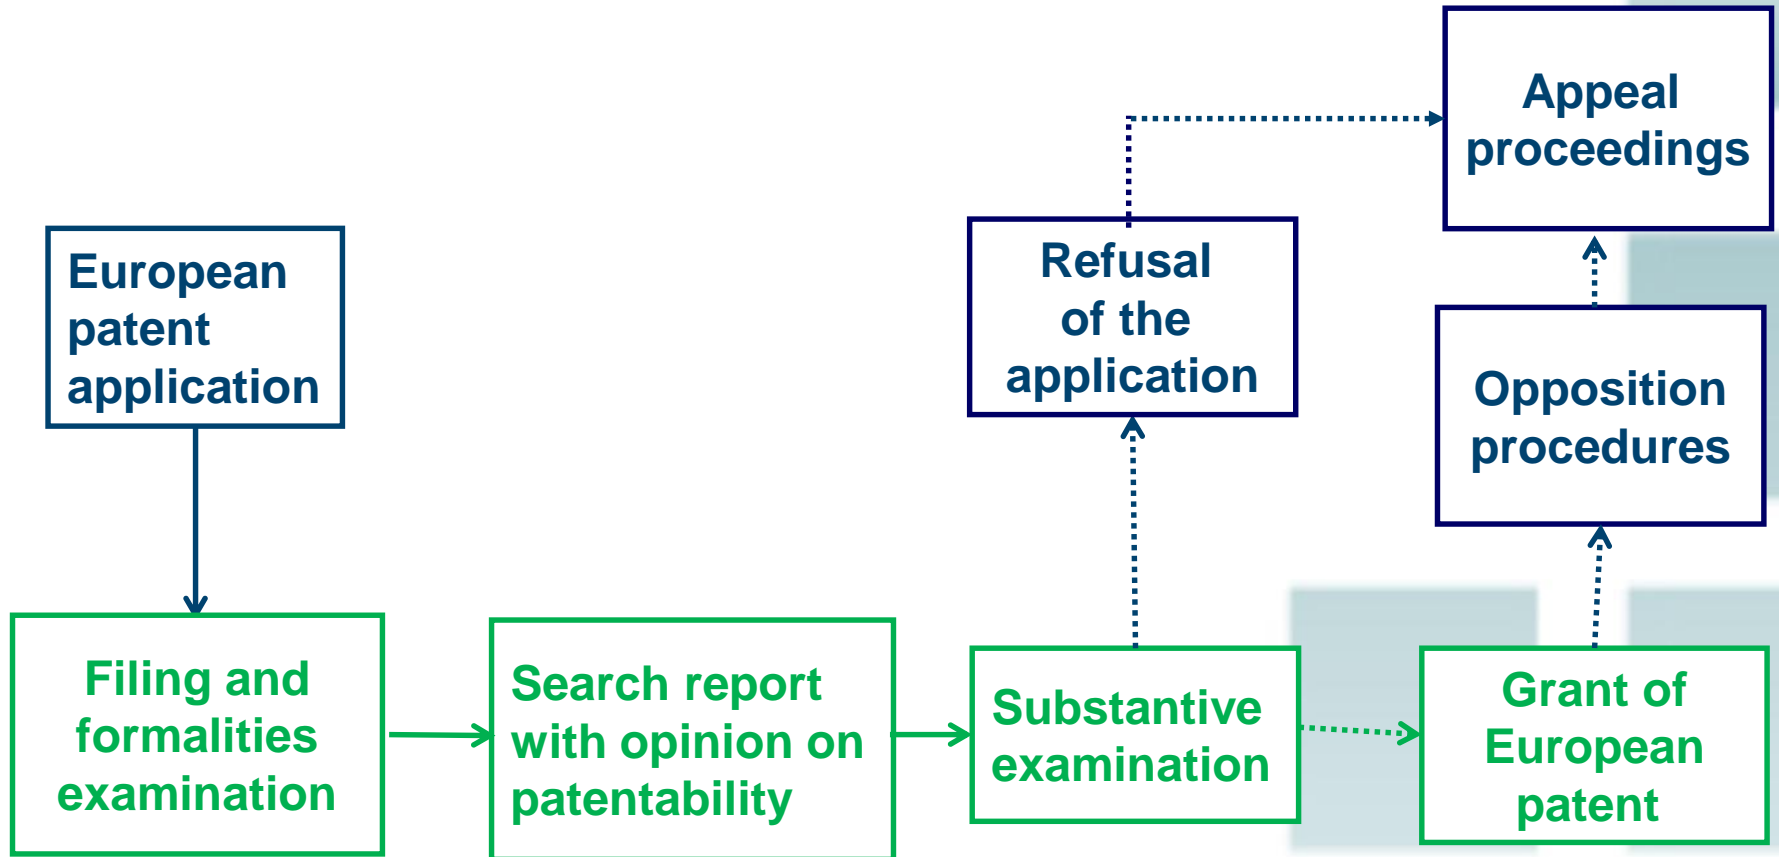 European
patent
application
Filing and
formalities
examination
Search report
with opinion on
patentability
Substantive
examination
Refusal
of the
application
Grant of
European
patent
Opposition
procedures
Appeal
proceedings